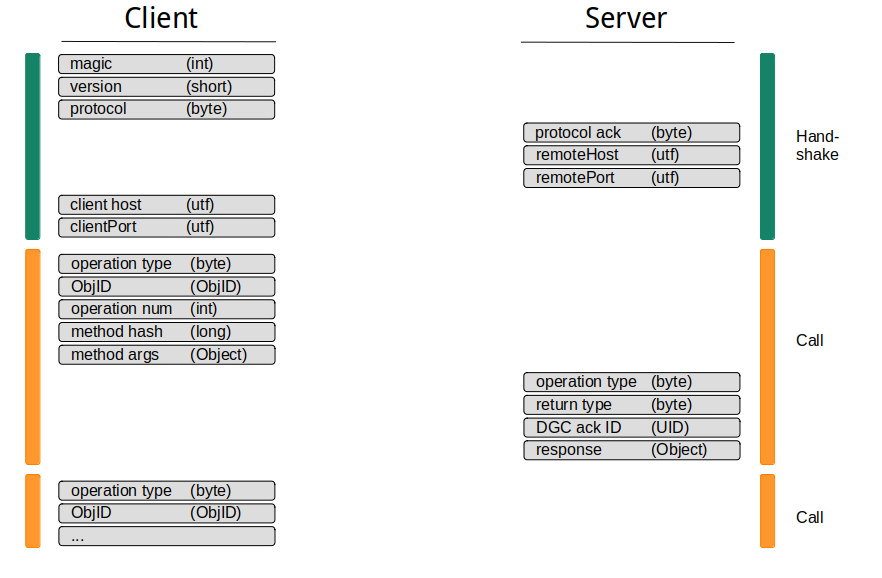 Client
Server
magic (int)
version (short)
protocol (byte)
protocol ack (byte)
remoteHost (utf)
remotePort (utf)
Hand-
shake
client host (utf)
clientPort (utf)
operation type (byte)
ObjID (ObjID)
operation num (int)
method hash (long)
method args (Object)
Call
operation type (byte)
return type (byte)
DGC ack ID (UID)
response (Object)
operation type (byte)
ObjID (ObjID)
...
Call